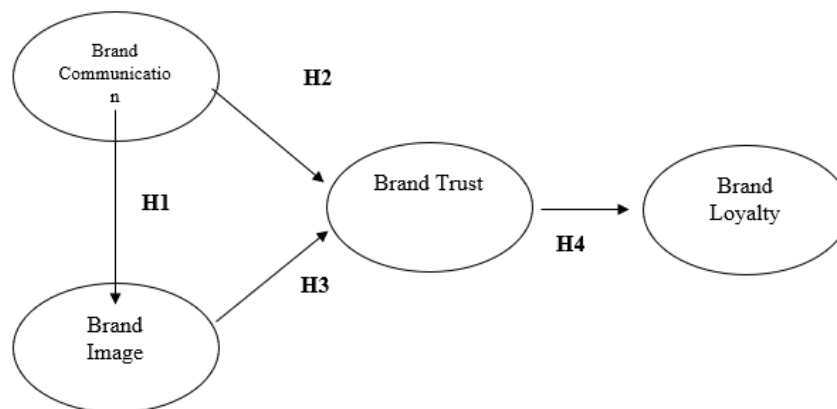 Brand
Communicatio
n
H2
Brand Trust
Brand
Loyalty
H1
H4
H3
Brand
Image